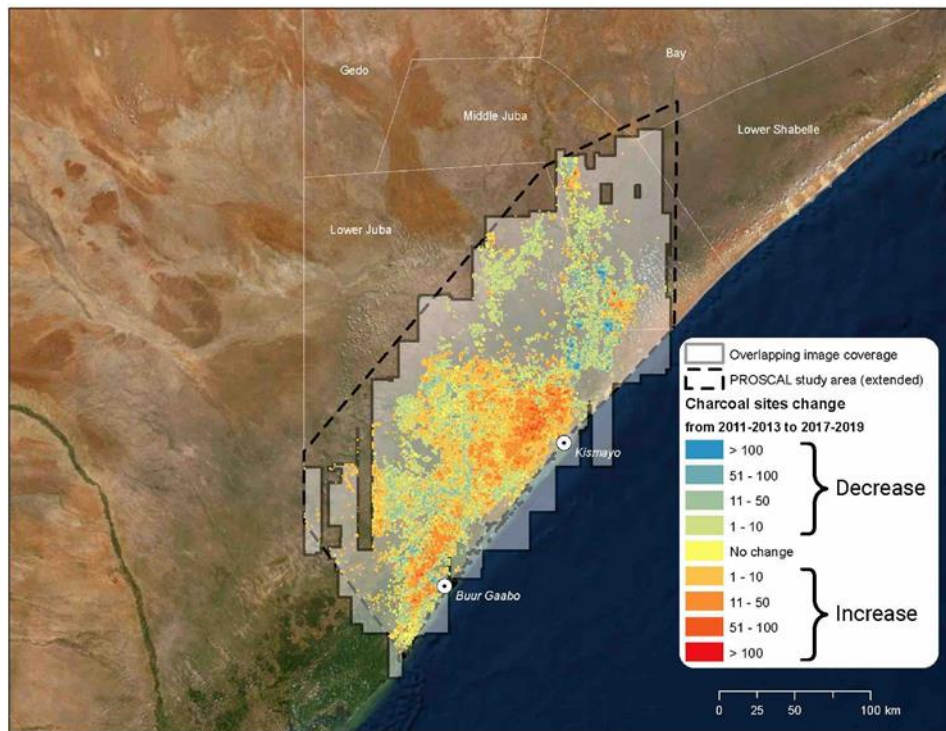 Gedo
Bay
Middle Juba
Lower Shabelle
Lower Juba
Kismayo
Buur Gaabo
Overlapping image coverage
PROSCAL study area (extended)
Charcoal sites change
from 2011-2013 to 2017-2019
> 100
51 - 100
11 - 50
1 - 10
Decrease
No change
1 - 10
11 - 50
51 - 100
> 100
Increase
0 25 50 100 km